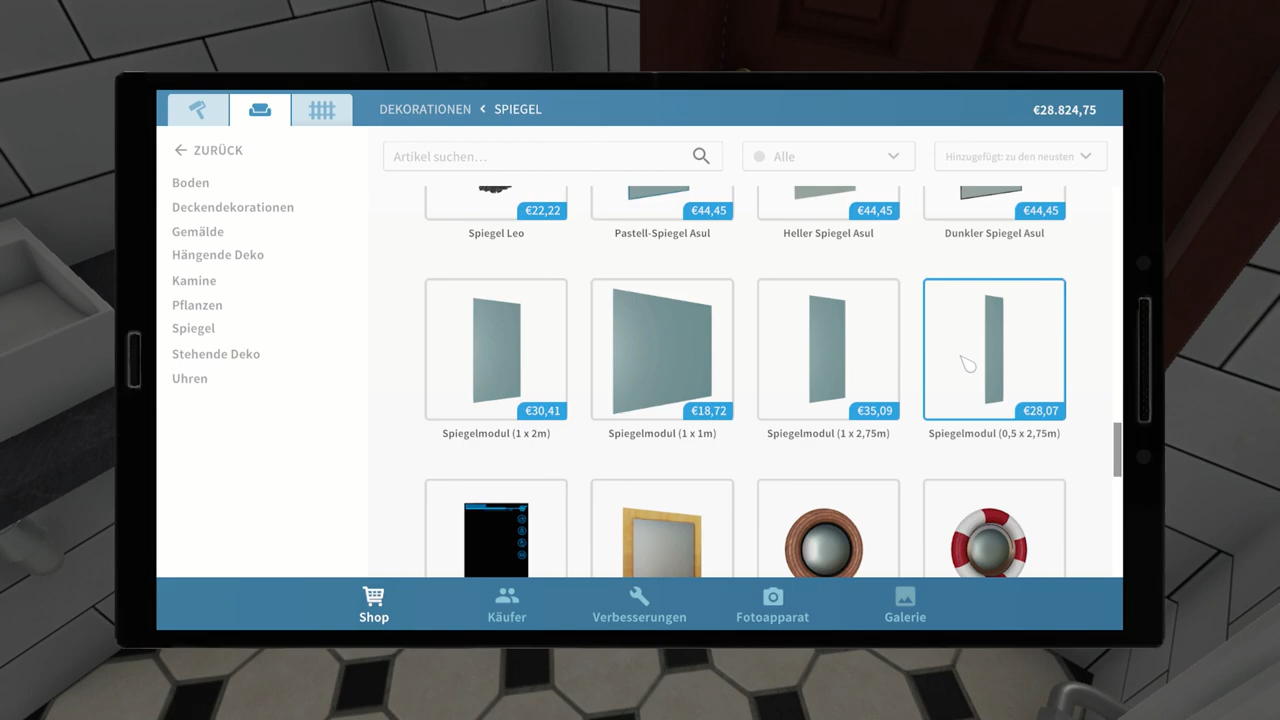 DEKORATIONEN < SPIEGEL
€28.824,75
← ZURÜCK
Boden
Deckendekorationen
Gemälde
Hängende Deko
Kamine
Pflanzen
Spiegel
Stehende Deko
Uhren
Artikel suchen...
Alle
Hinzugefügt: zu den neusten
€22,22
€44,45
€44,45
€44,45
Spiegel Leo
Pastell-Spiegel Asul
Heller Spiegel Asul
Dunkler Spiegel Asul
€30,41
€18,72
€35,09
€28,07
Spiegelmodul (1 x 2m)
Spiegelmodul (1 x 1m)
Spiegelmodul (1 x 2,75m)
Spiegelmodul (0,5 x 2,75m)
Shop
Käufer
Verbesserungen
Fotoapparat
Galerie